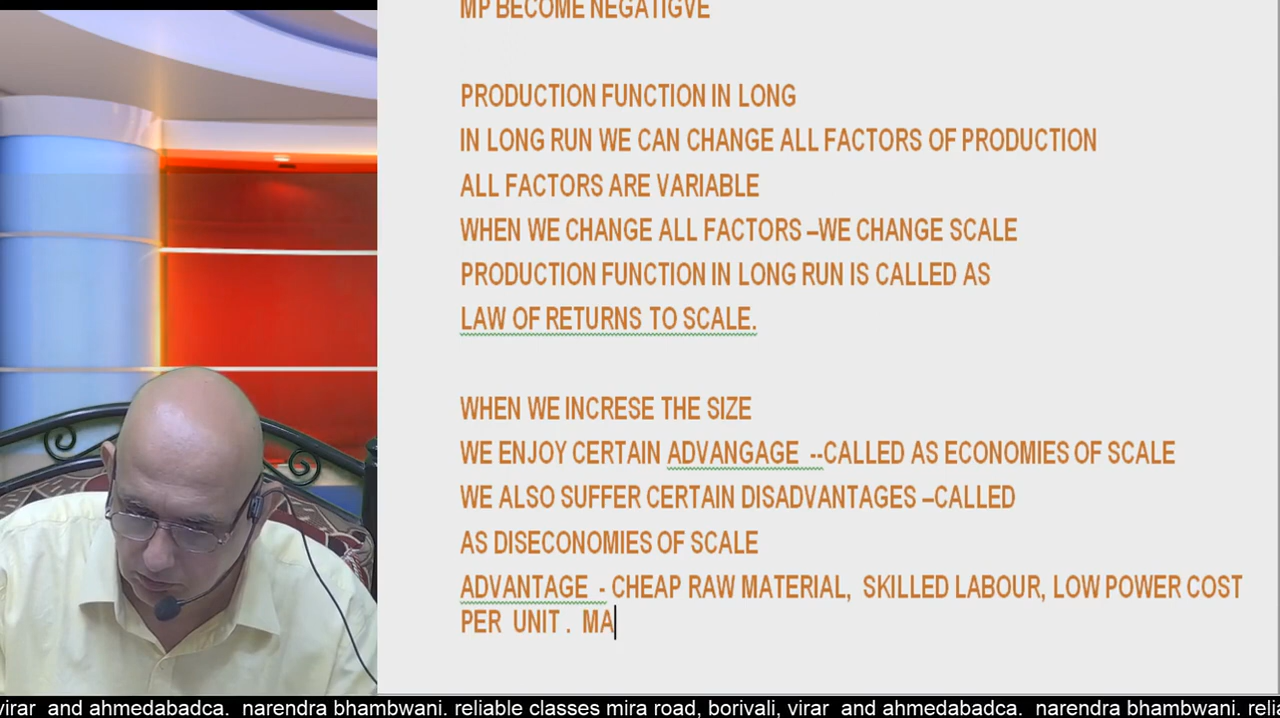 MP BECOME NEGATIGVE
PRODUCTION FUNCTION IN LONG
IN LONG RUN WE CAN CHANGE ALL FACTORS OF PRODUCTION
ALL FACTORS ARE VARIABLE
WHEN WE CHANGE ALL FACTORS –WE CHANGE SCALE
PRODUCTION FUNCTION IN LONG RUN IS CALLED AS
LAW OF RETURNS TO SCALE.
WHEN WE INCRESE THE SIZE
WE ENJOY CERTAIN ADVANGAGE --CALLED AS ECONOMIES OF SCALE
WE ALSO SUFFER CERTAIN DISADVANTAGES –CALLED
AS DISECONOMIES OF SCALE
ADVANTAGE - CHEAP RAW MATERIAL, SKILLED LABOUR, LOW POWER COST
PER UNIT . MA
virar and ahmedabadca. narendra bhambwani. reliable classes mira road, borivali, virar and ahmedabadca. narendra bhambwani. relia